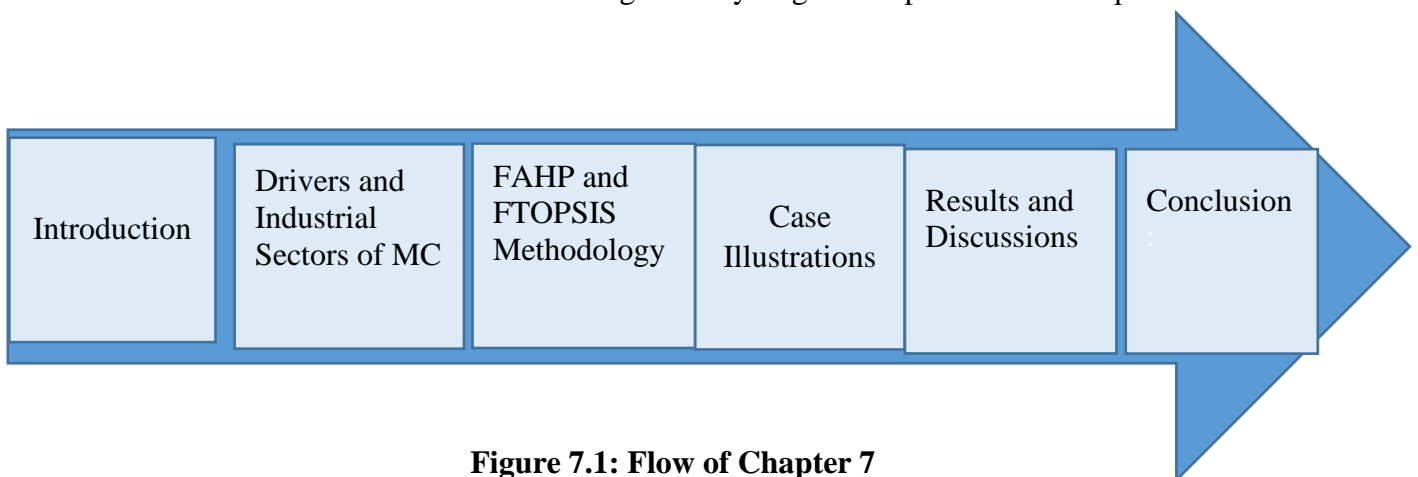 Introduction
Drivers and
Industrial
Sectors of MC
FAHP and
FTOPSIS
Methodology
Case
Illustrations
Results and
Discussions
Conclusion
:
Figure 7.1: Flow of Chapter 7